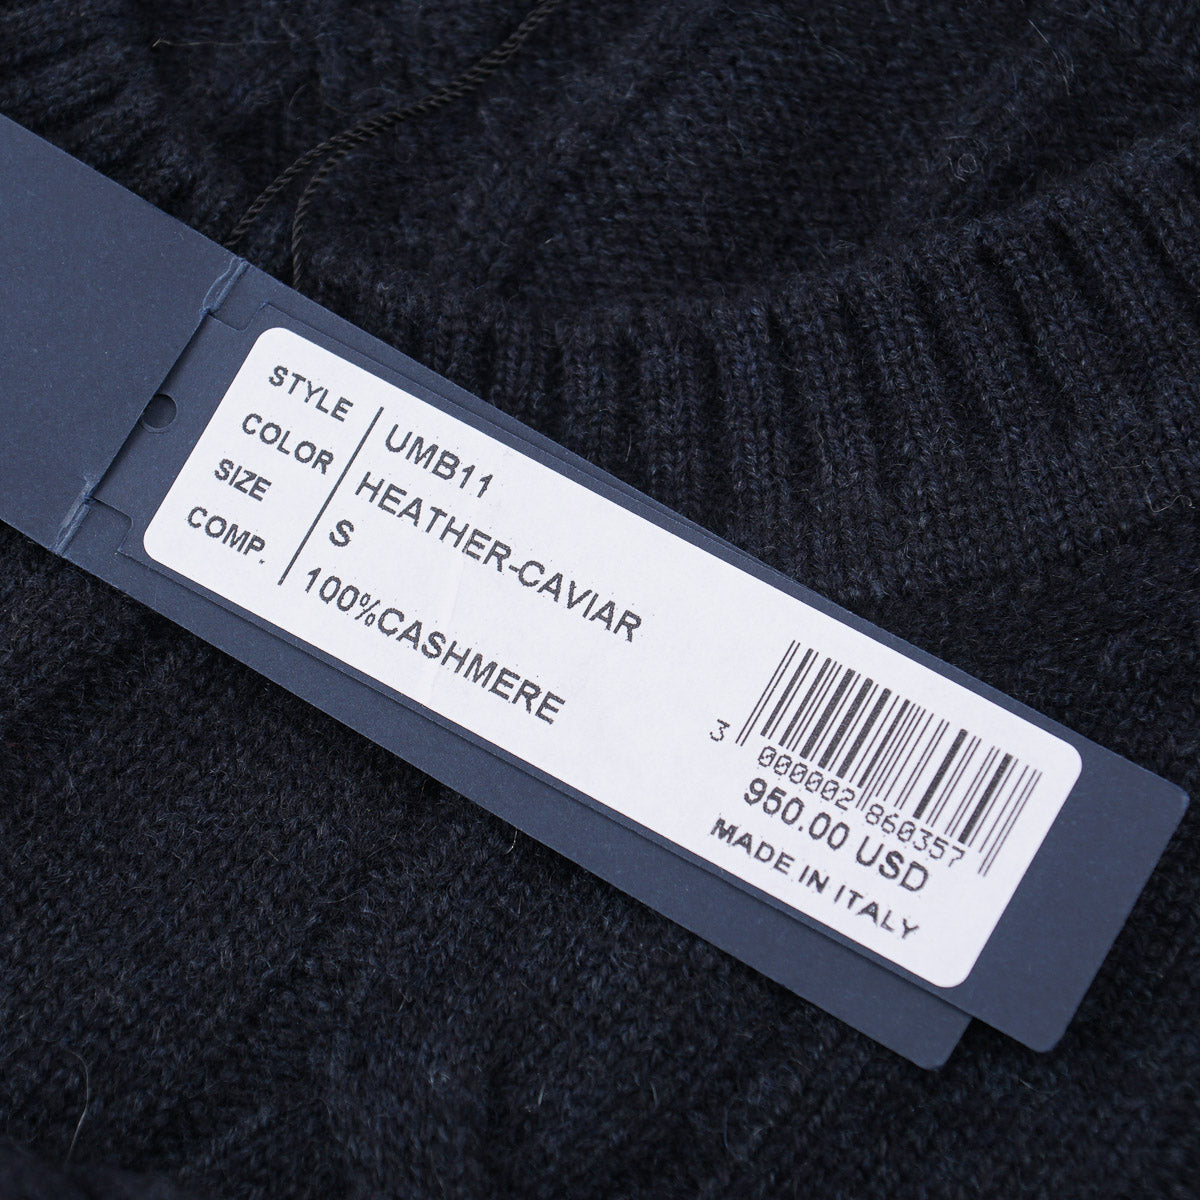 STYLE UMB11
COLOR HEATHER-CAVIAR
SIZE S
COMP. 100%CASHMERE
3 000002 860357
950.00 USD
MADE IN ITALY